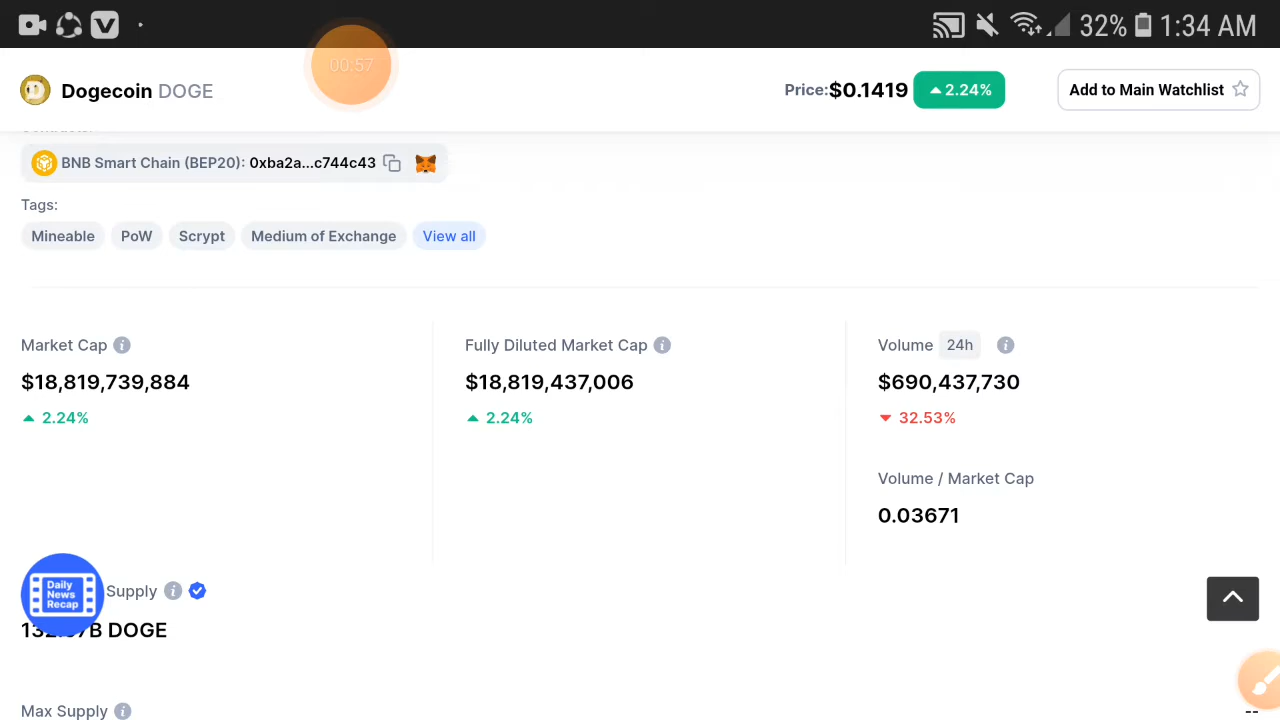 V
32%
1:34 AM
00:57
Dogecoin DOGE
Price:$0.1419
2.24%
Add to Main Watchlist
BNB Smart Chain (BEP20): 0xba2a...c744c43
Tags:
Mineable
PoW
Scrypt
Medium of Exchange
View all
Market Cap
$18,819,739,884
2.24%
Fully Diluted Market Cap
$18,819,437,006
2.24%
Volume 24h
$690,437,730
32.53%
Volume / Market Cap
0.03671
Daily
News
Recap
Supply
DOGE
Max Supply
--